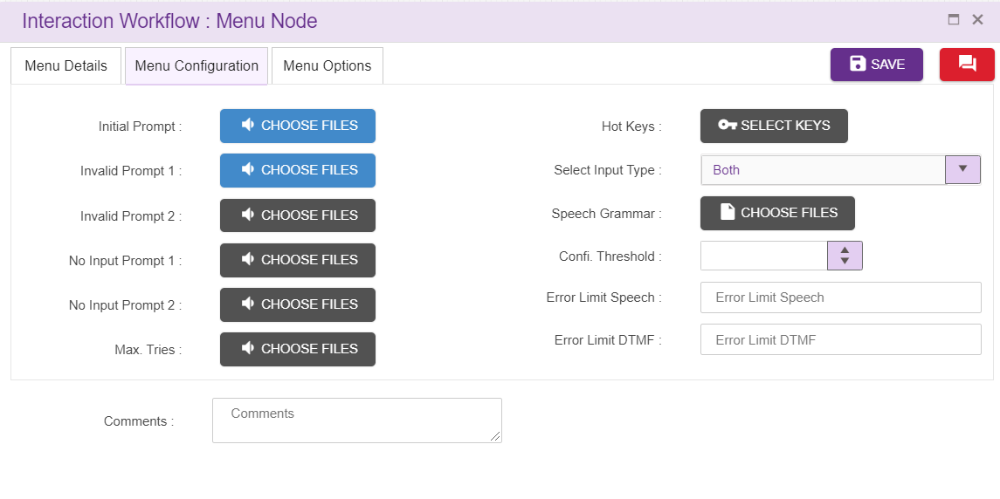 Interaction Workflow : Menu Node
Menu Details
Menu Configuration
Menu Options
SAVE
Initial Prompt :
CHOOSE FILES
Invalid Prompt 1 :
CHOOSE FILES
Invalid Prompt 2 :
CHOOSE FILES
No Input Prompt 1 :
CHOOSE FILES
No Input Prompt 2 :
CHOOSE FILES
Max. Tries :
CHOOSE FILES
Hot Keys :
SELECT KEYS
Select Input Type :
Both
Speech Grammar :
CHOOSE FILES
Confi. Threshold :
Error Limit Speech :
Error Limit Speech
Error Limit DTMF :
Error Limit DTMF
Comments :
Comments